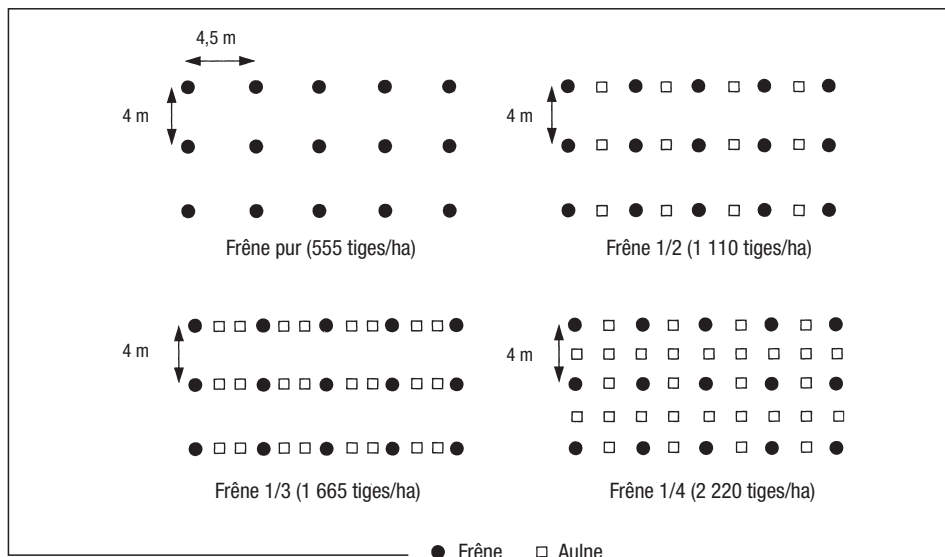 4,5 m
4 m
4 m
Frêne pur (555 tiges/ha)
Frêne 1/2 (1 110 tiges/ha)
4 m
4 m
Frêne 1/3 (1 665 tiges/ha)
Frêne 1/4 (2 220 tiges/ha)
Frêne
Aulne